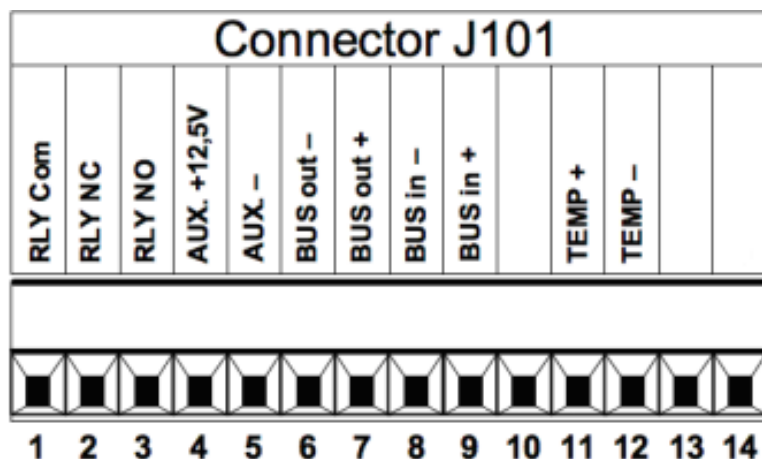 Connector J101
RLY Com
RLY NC
RLY NO
AUX. +12,5V
AUX. –
BUS out –
BUS out +
BUS in –
BUS in +
TEMP +
TEMP –
1 2 3 4 5 6 7 8 9 10 11 12 13 14